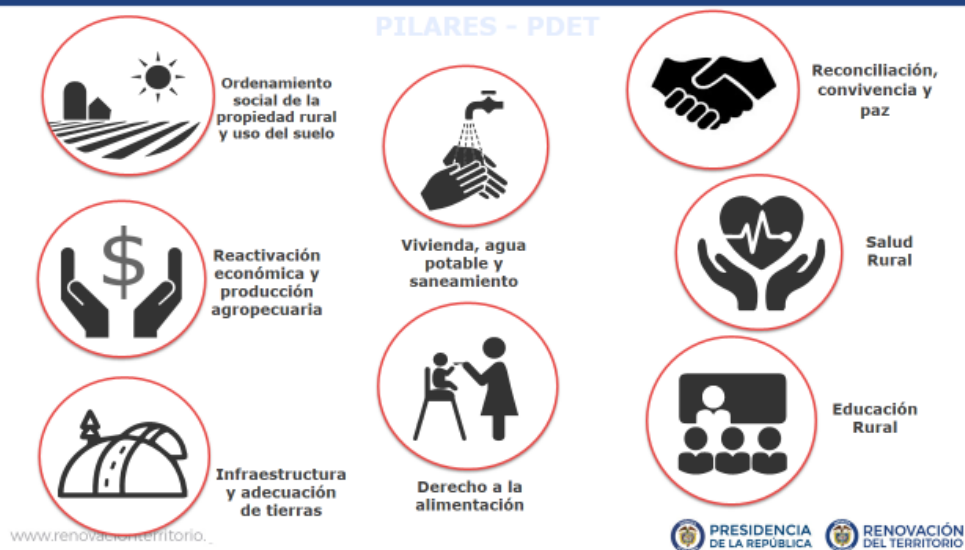 PILARES - PDET
Ordenamiento
social de la
propiedad rural
y uso del suelo
Reactivación
económica y
producción
agropecuaria
Infraestructura
y adecuación
de tierras
Vivienda, agua
potable y
saneamiento
Derecho a la
alimentación
Reconciliación,
convivencia y
paz
Salud
Rural
Educación
Rural
$
www.renovacionterritorio.
PRESIDENCIA
DE LA REPÚBLICA
RENOVACIÓN
DEL TERRITORIO